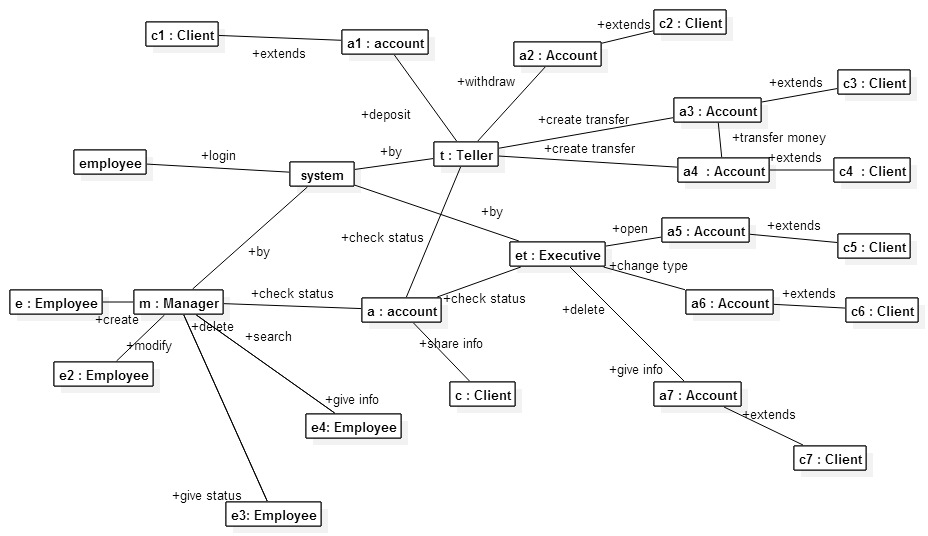 c2 : Client
+extends
c1 : Client
a1 : account
+extends
a2 : Account
+withdraw
c3 : Client
+extends
a3 : Account
+deposit
+create transfer
+transfer money
+by
t : Teller
+create transfer
+extends
employee
+login
system
a4  : Account
c4  : Client
+by
+open
a5 : Account
+extends
+check status
c5 : Client
+by
et : Executive
+change type
+check status
+check status
+extends
e : Employee
m : Manager
a : account
a6 : Account
c6 : Client
+delete
+create
+delete
+search
+modify
+share info
e2 : Employee
+give info
c : Client
a7 : Account
+give info
+extends
e4: Employee
c7 : Client
+give status
e3: Employee